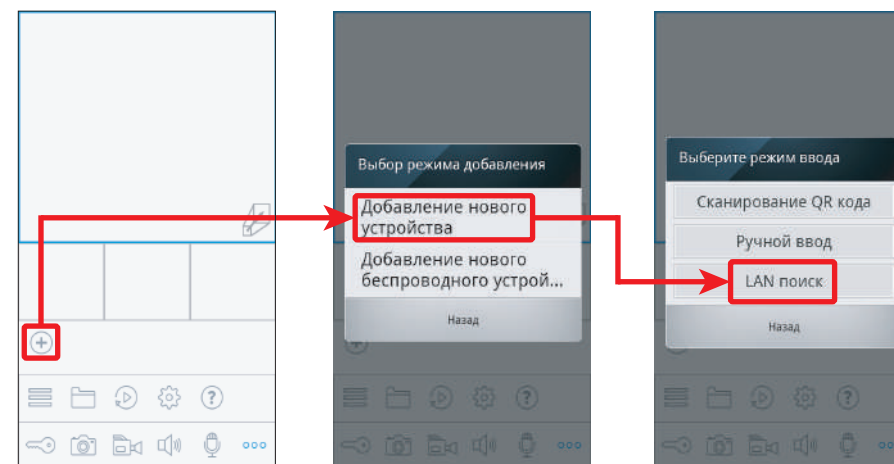 Выбор режима добавления
Добавление нового
устройства
Добавление нового
беспроводного устрой...
Назад
Выберите режим ввода
Сканирование QR кода
Ручной ввод
LAN поиск
Назад